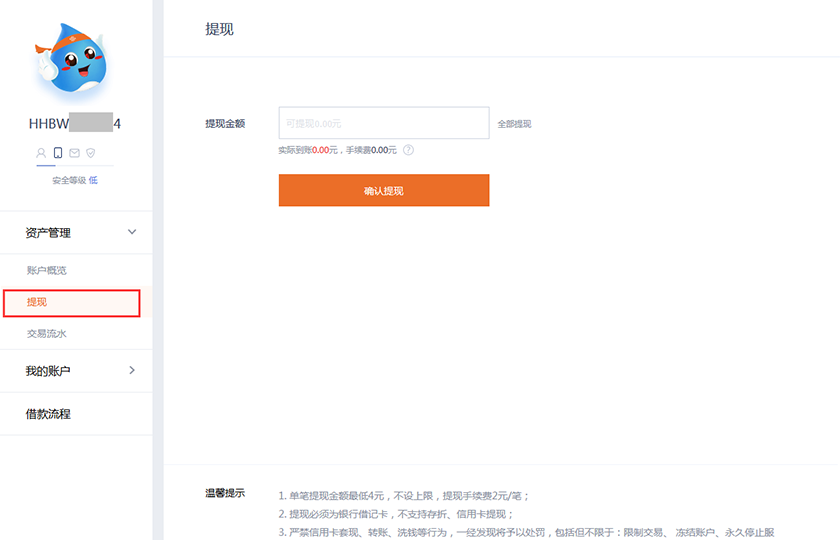 提现
HHBW 4
安全等级 低
资产管理
账户概览
提现
交易流水
我的账户
借款流程
提现金额
可提现0.00元
全部提现
实际到账0.00元，手续费0.00元 ?
确认提现
温馨提示
1. 单笔提现金额最低4元，不设上限，提现手续费2元/笔；
2. 提现必须为银行借记卡，不支持存折、信用卡提现；
3. 严禁信用卡套现、转账、洗钱等行为，一经发现将予以处罚，包括但不限于：限制交易、 冻结账户、永久停止服